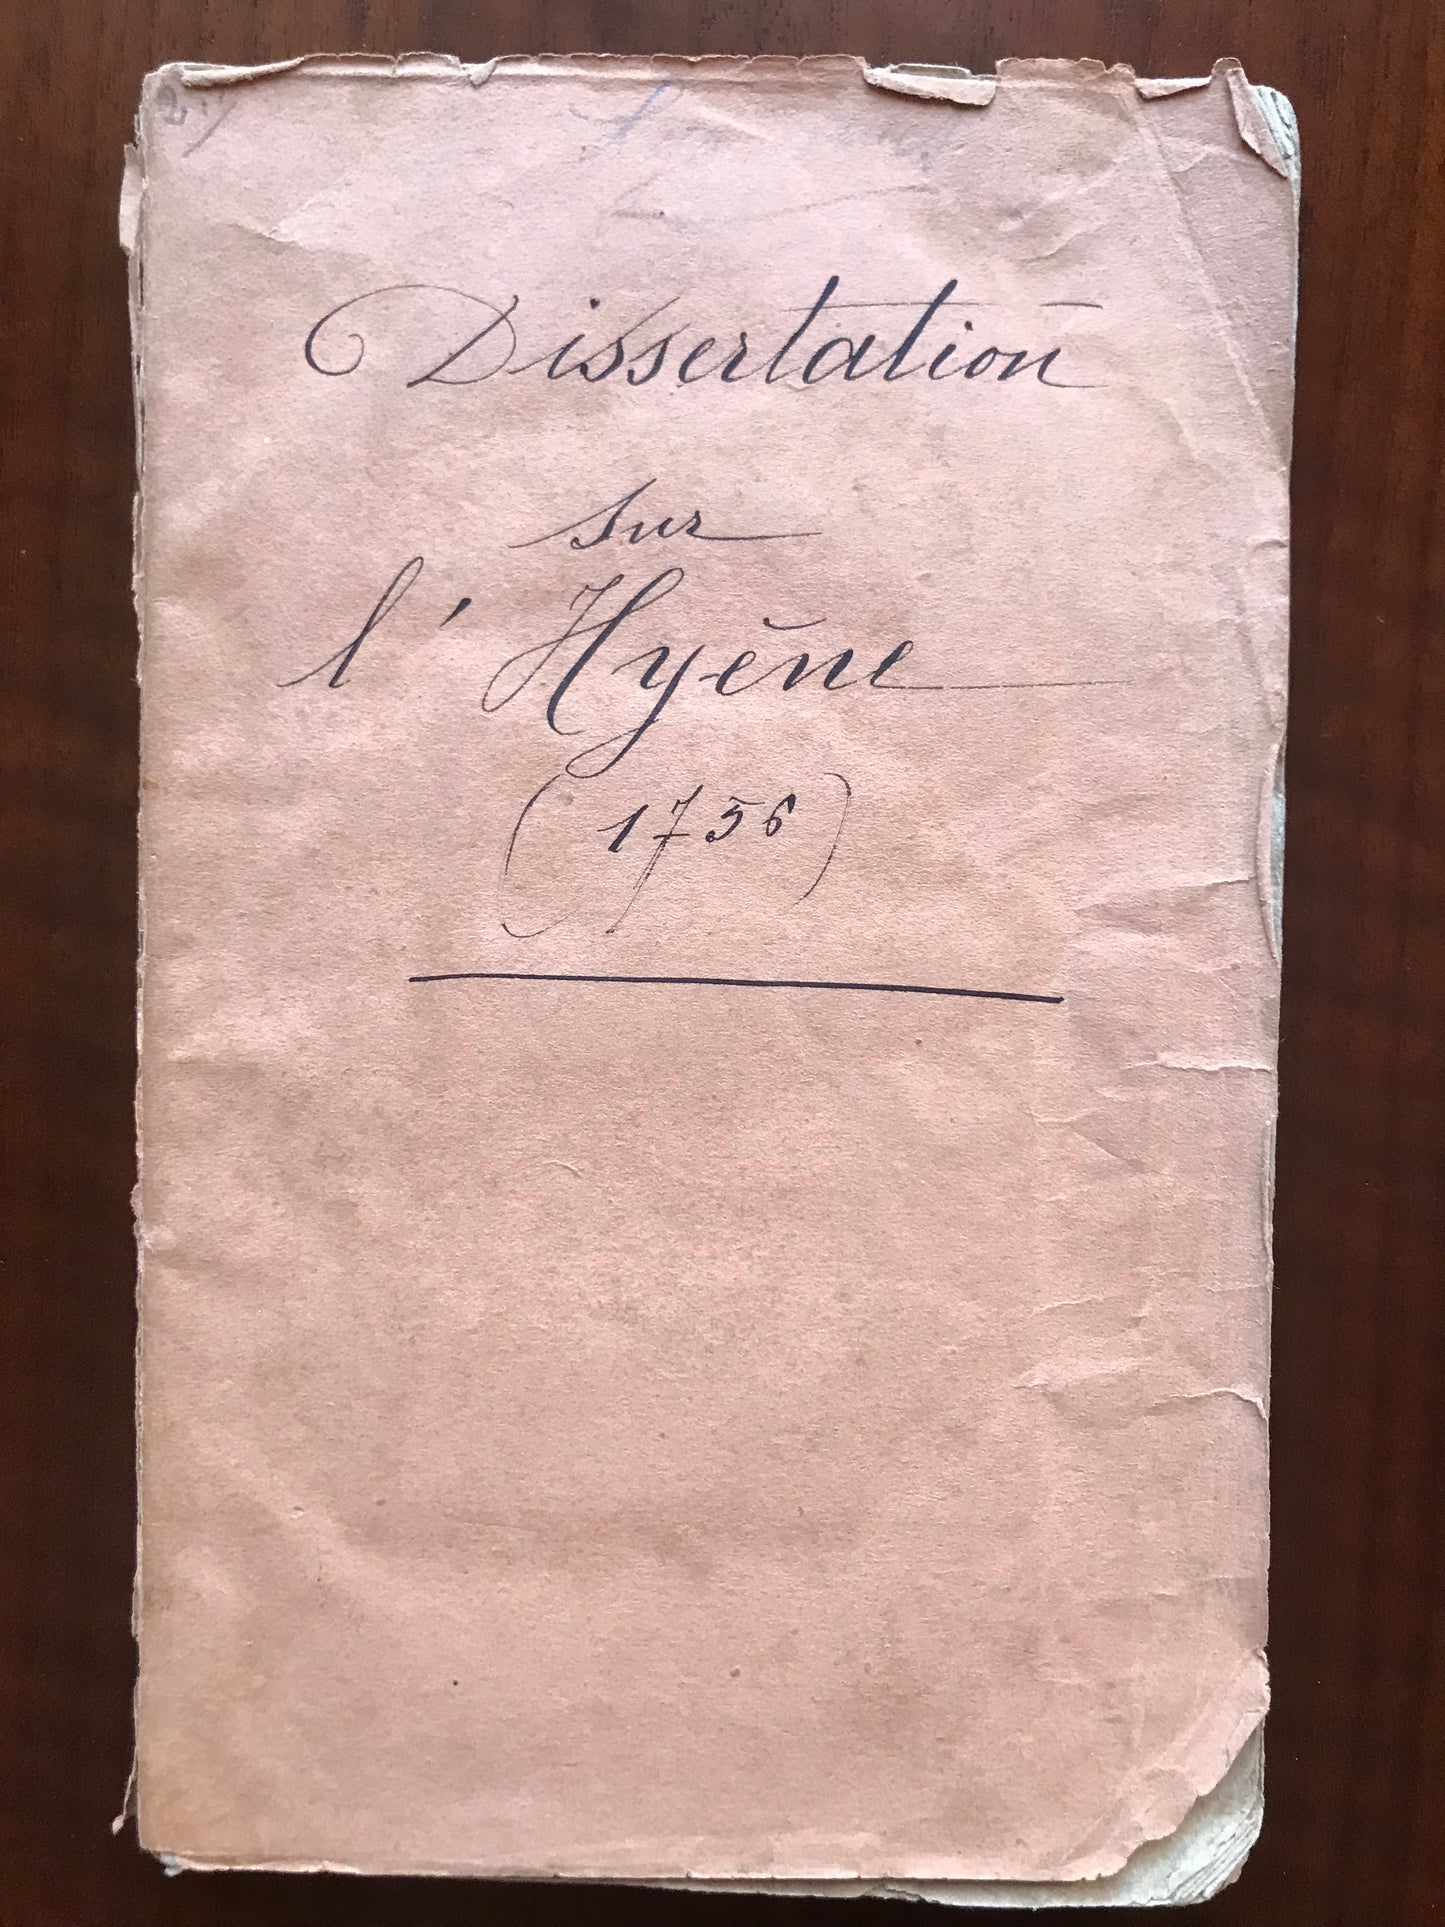 Dissertation
sur
l'Hyène
(1756)